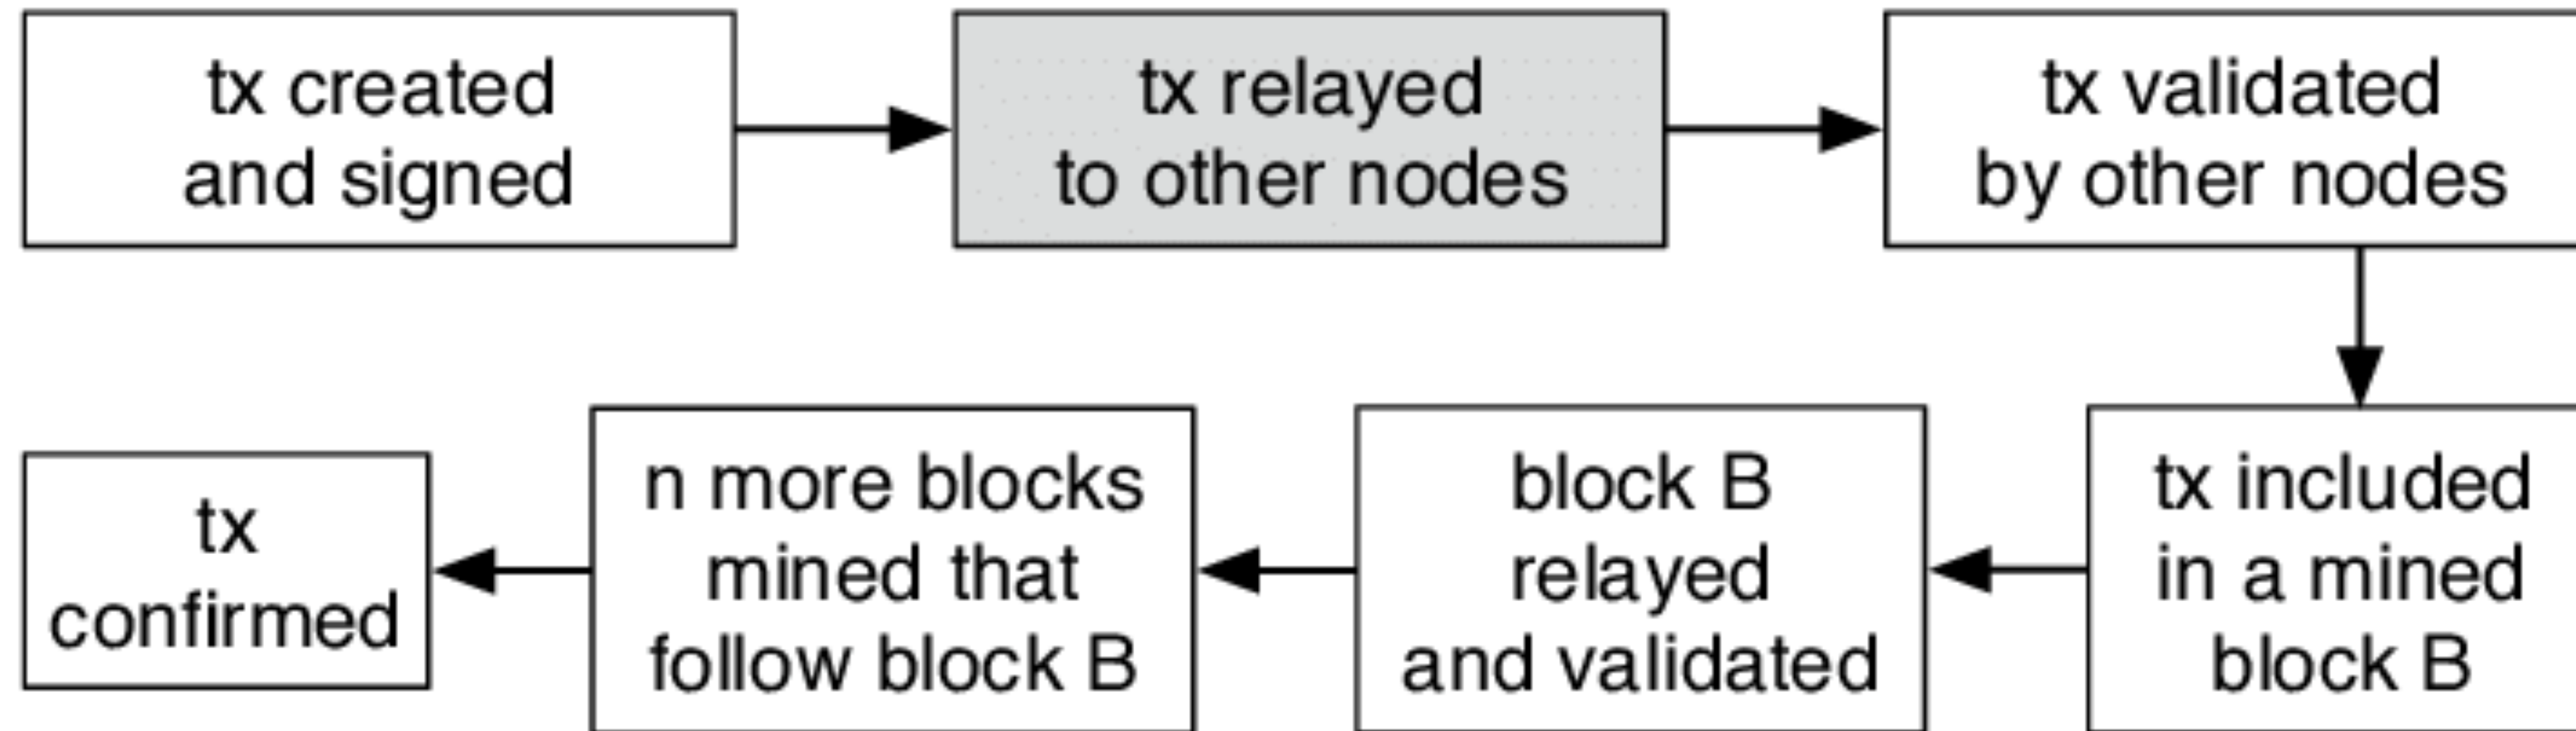 tx created
and signed
tx relayed
to other nodes
tx validated
by other nodes
tx included
in a mined
block B
block B
relayed
and validated
n more blocks
mined that
follow block B
tx
confirmed